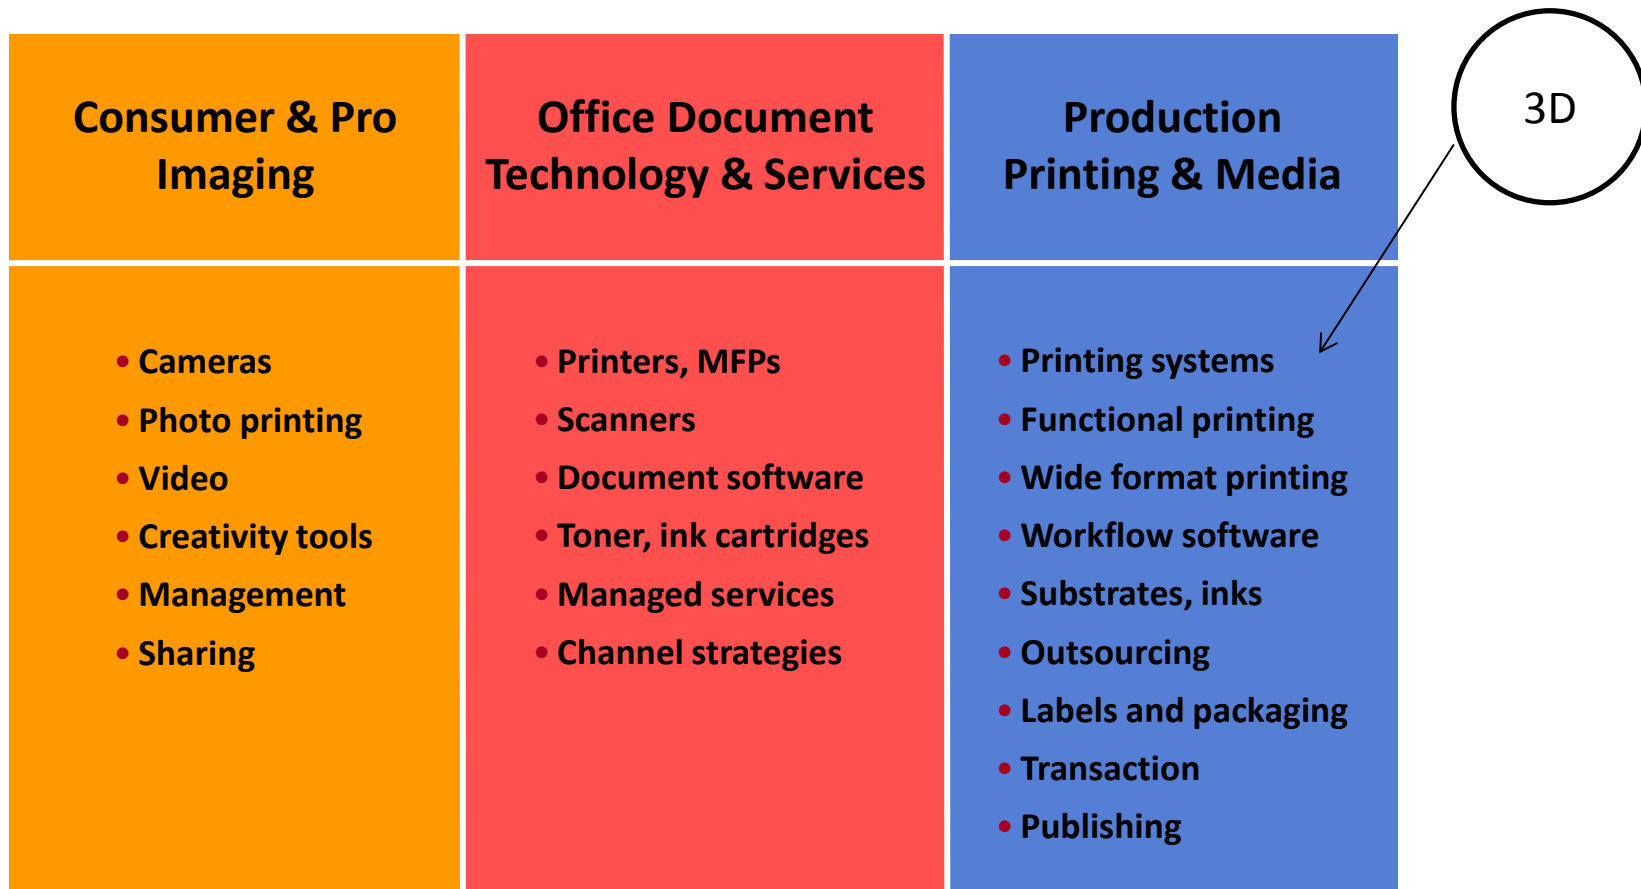 Consumer & Pro
Imaging
Office Document
Technology & Services
Production
Printing & Media
3D
• Cameras
• Photo printing
• Video
• Creativity tools
• Management
• Sharing
• Printers, MFPs
• Scanners
• Document software
• Toner, ink cartridges
• Managed services
• Channel strategies
• Printing systems
• Functional printing
• Wide format printing
• Workflow software
• Substrates, inks
• Outsourcing
• Labels and packaging
• Transaction
• Publishing